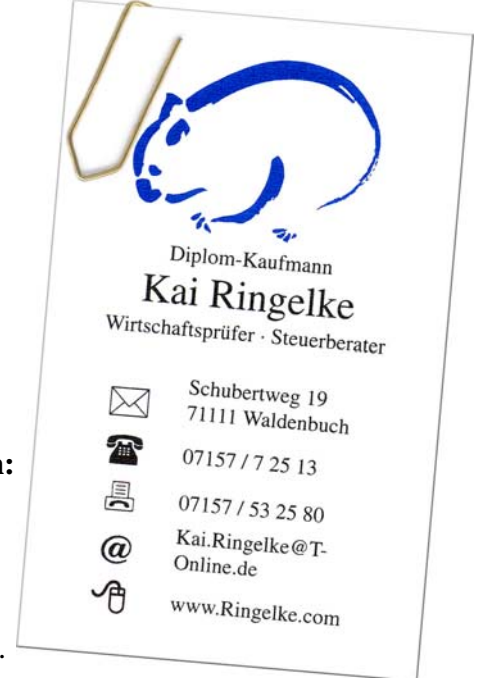 Diplom-Kaufmann
Kai Ringelke
Wirtschaftsprüfer · Steuerberater
Schubertweg 19
71111 Waldenbuch
07157 / 7 25 13
07157 / 53 25 80
@ Kai.Ringelke@T-
Online.de
www.Ringelke.com